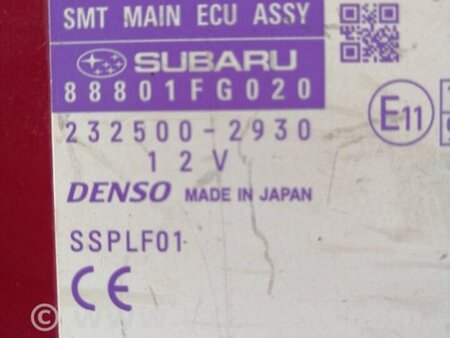 SMT MAIN ECU ASSY
SUBARU
88801FG020
232500-2930
12V
DENSO MADE IN JAPAN
SSPLF01
CE
E11
©